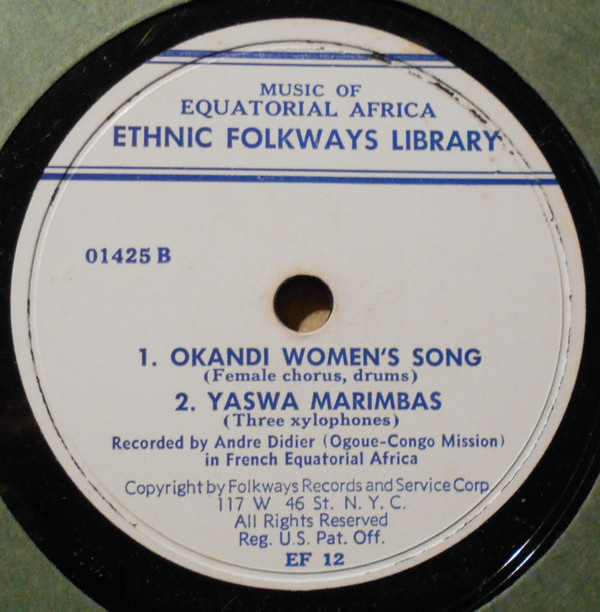 MUSIC OF
EQUATORIAL AFRICA
ETHNIC FOLKWAYS LIBRARY
01425 B
1. OKANDI WOMEN'S SONG
(Female chorus, drums)
2. YASWA MARIMBAS
(Three xylophones)
Recorded by Andre Didier (Ogoue-Congo Mission)
in French Equatorial Africa
Copyright by Folkways Records and Service Corp
117 W 46 St. N. Y. C.
All Rights Reserved
Reg. U.S. Pat. Off.
EF 12